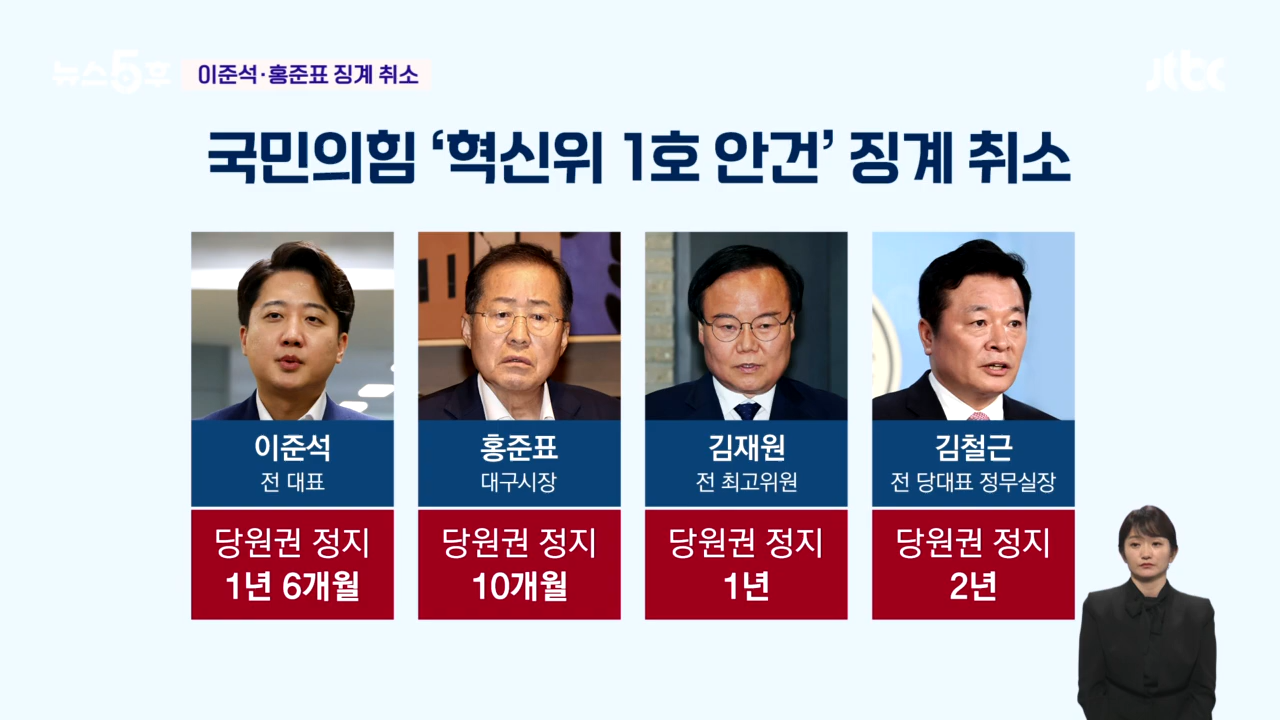 뉴스5후
이준석·홍준표 징계 취소
jtbc
국민의힘 ‘혁신위 1호 안건’ 징계 취소
이준석
전 대표
당원권 정지
1년 6개월
홍준표
대구시장
당원권 정지
10개월
김재원
전 최고위원
당원권 정지
1년
김철근
전 당대표 정무실장
당원권 정지
2년